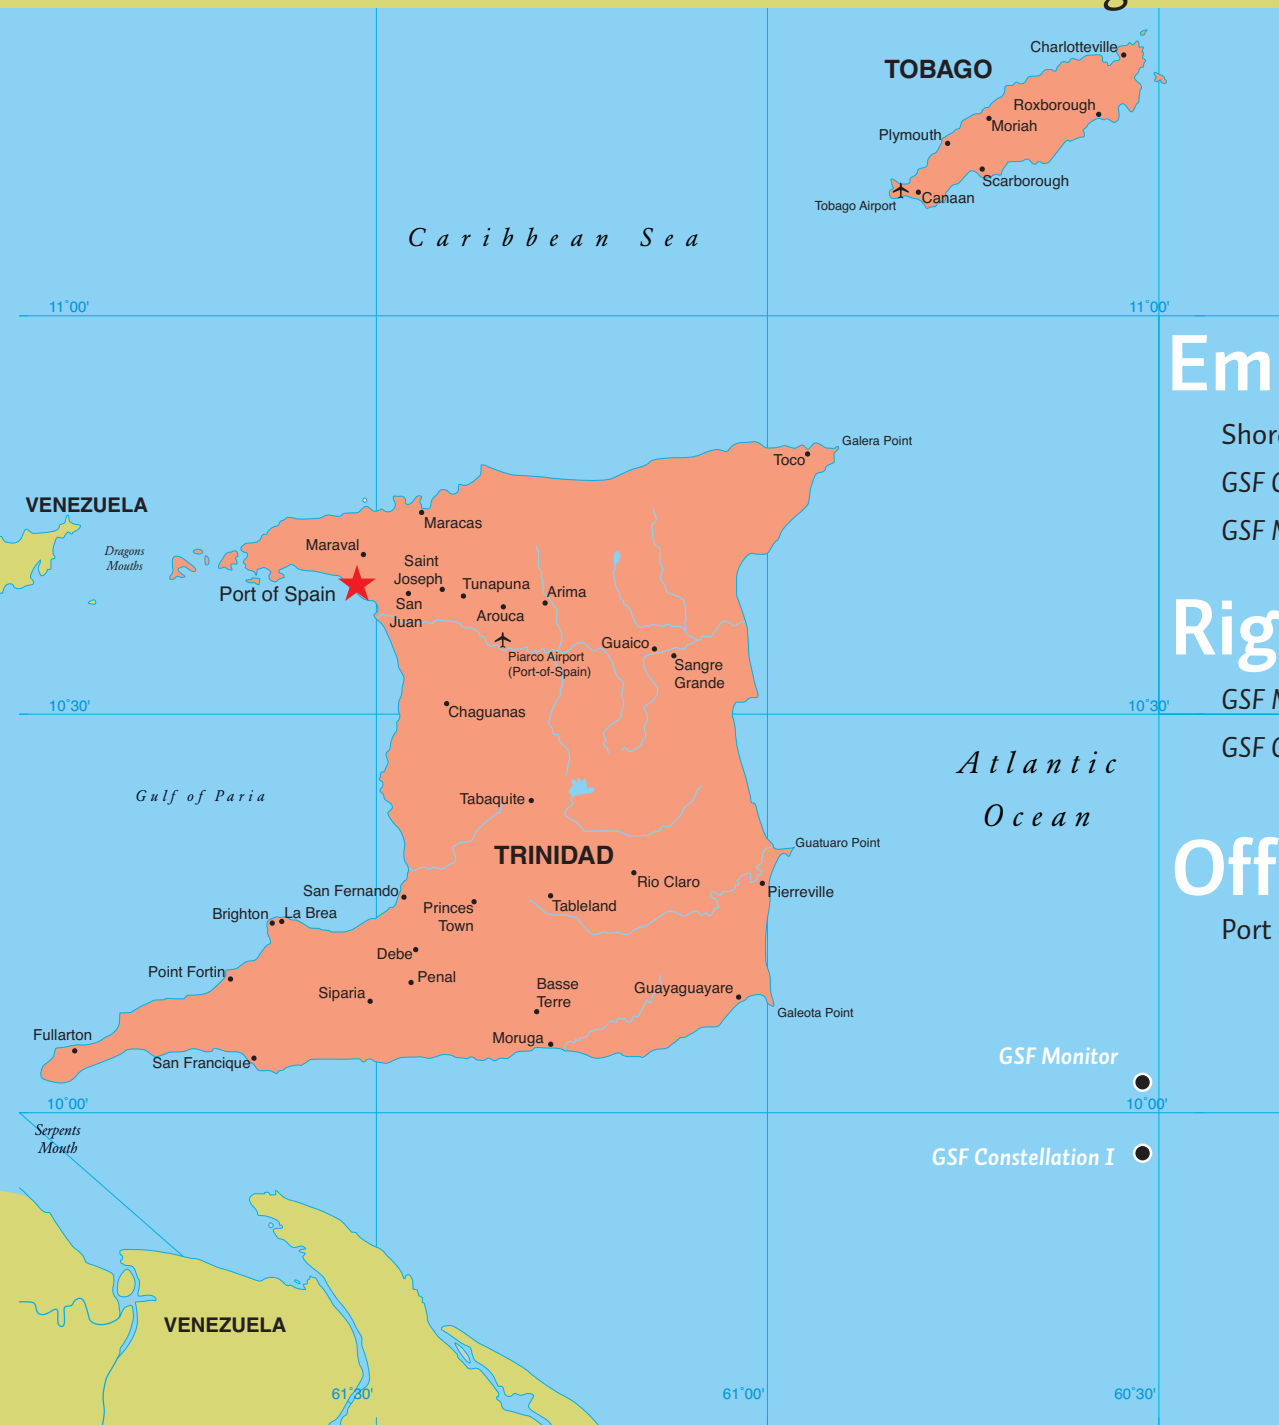 Charlotteville
TOBAGO
Roxborough
Moriah
Plymouth
Scarborough
Canaan
Tobago Airport
Caribbean Sea
11°00'
11°00'
Em
Shor
GSF
GSF
Galera Point
Toco
VENEZUELA
Maracas
Dragons
Mouths
Maraval
Saint
Joseph
Tunapuna
Arima
Port of Spain
San
Juan
Arouca
Guaico
Piarco Airport
(Port-of-Spain)
Sangre
Grande
Rig
GSF
GSF
10°30'
10°30'
Chaguanas
Atlantic
Ocean
Gulf of Paria
Tabaquite
TRINIDAD
Guatuaro Point
Off
Port
Rio Claro
San Fernando
Pierreville
Princes
Town
Tableland
Brighton
La Brea
Debe
Point Fortin
Penal
Siparia
Basse
Terre
Guayaguayare
Galeota Point
Fullarton
Moruga
San Francique
GSF Monitor
10°00'
10°00'
Serpents
Mouth
GSF Constellation I
VENEZUELA
61°30'
61°00'
60°30'